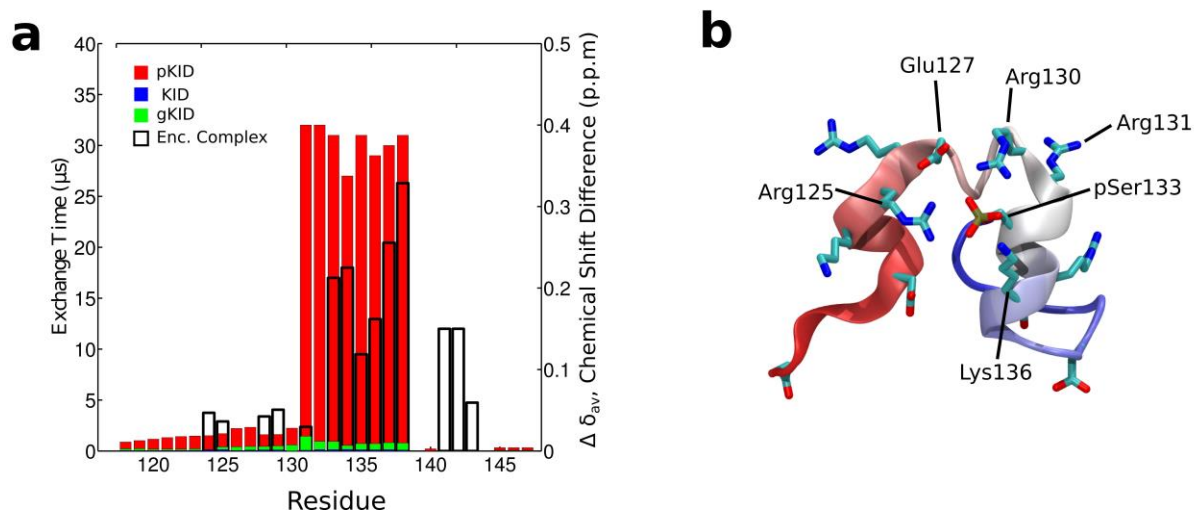 a
40
35
30
25
20
15
10
5
0
Exchange Time (µs)
pKID
KID
gKID
Enc. Complex
0.5
0.4
0.3
0.2
0.1
0
Δ δav, Chemical Shift Difference (p.p.m)
120 125 130 135 140 145
Residue
b
Glu127
Arg130
Arg131
Arg125
pSer133
Lys136